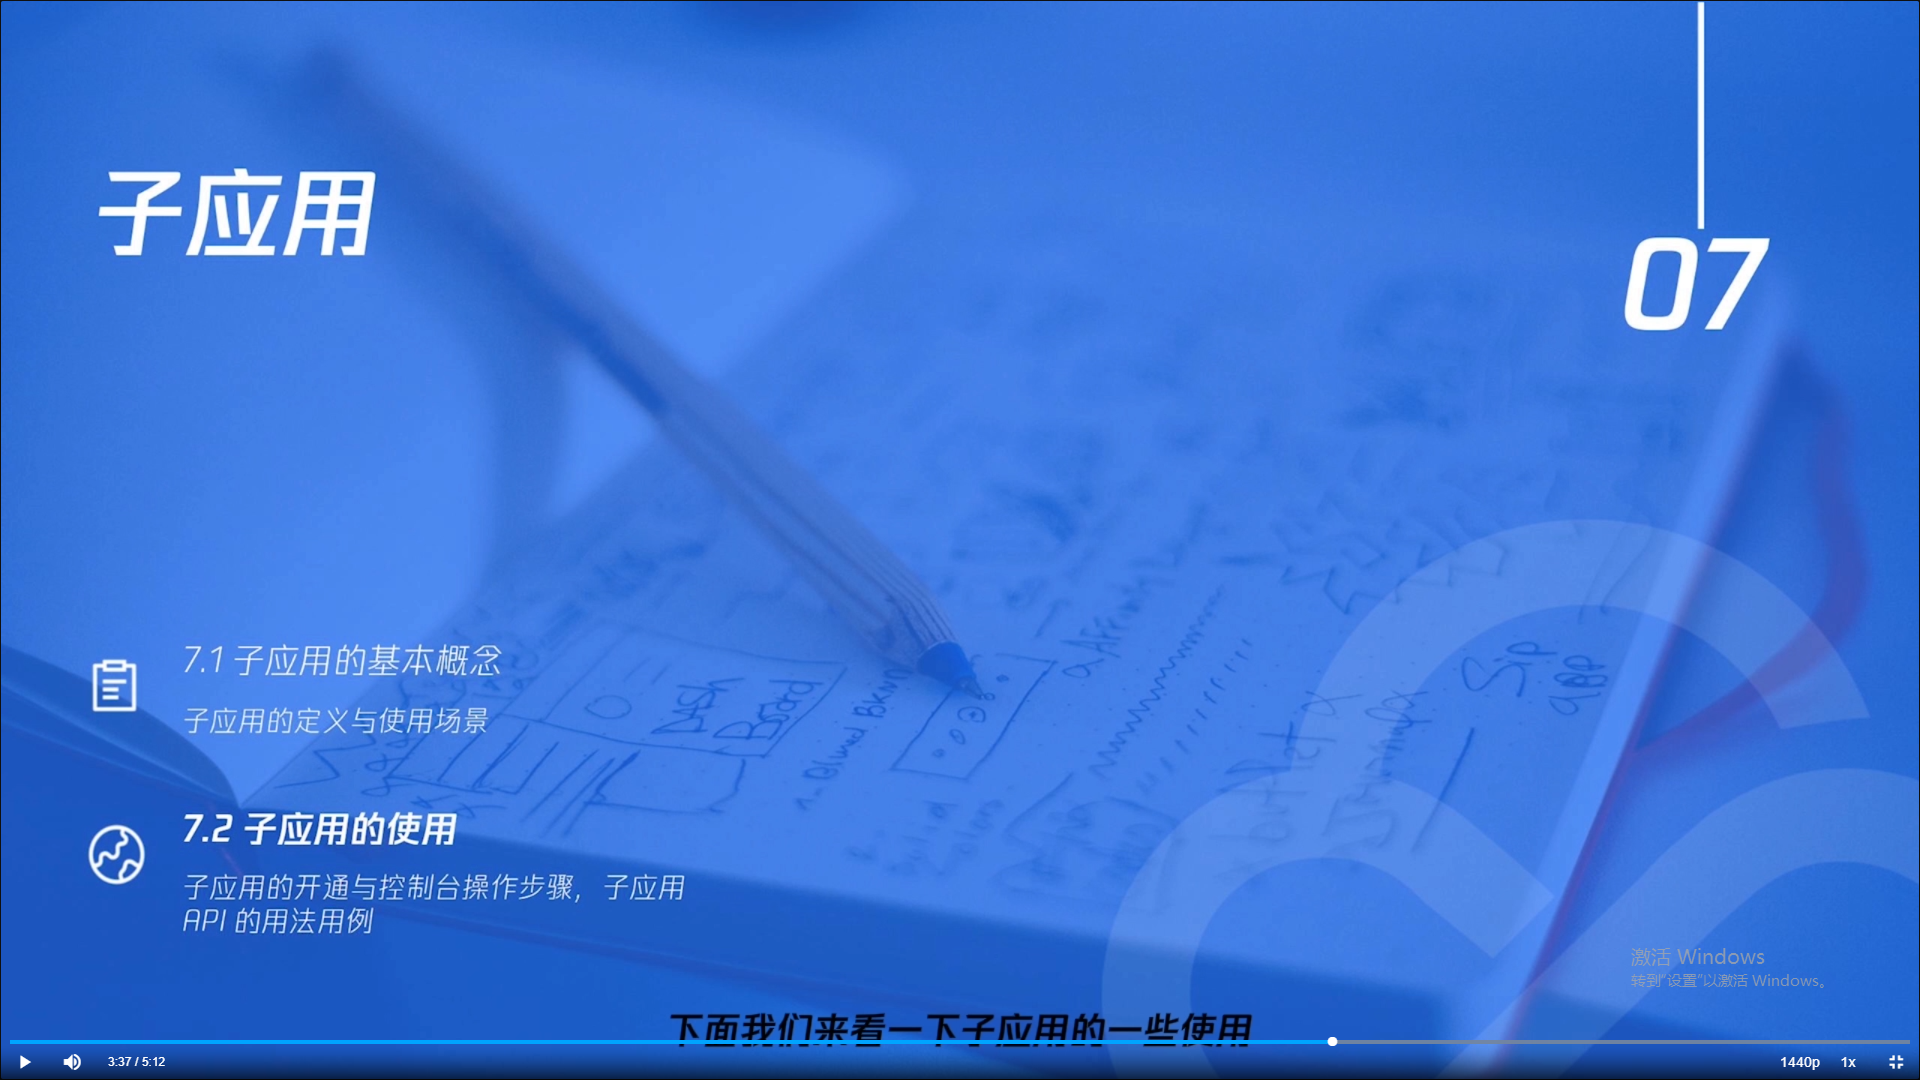 子应用
07
7.1 子应用的基本概念
子应用的定义与使用场景
7.2 子应用的使用
子应用的开通与控制台操作步骤，子应用
API 的用法用例
Dash
Board
Sip
app
激活 Windows
转到“设置”以激活 Windows。
下面我们来看一下子应用的一些使用
3:37 / 5:12
1440p
1x